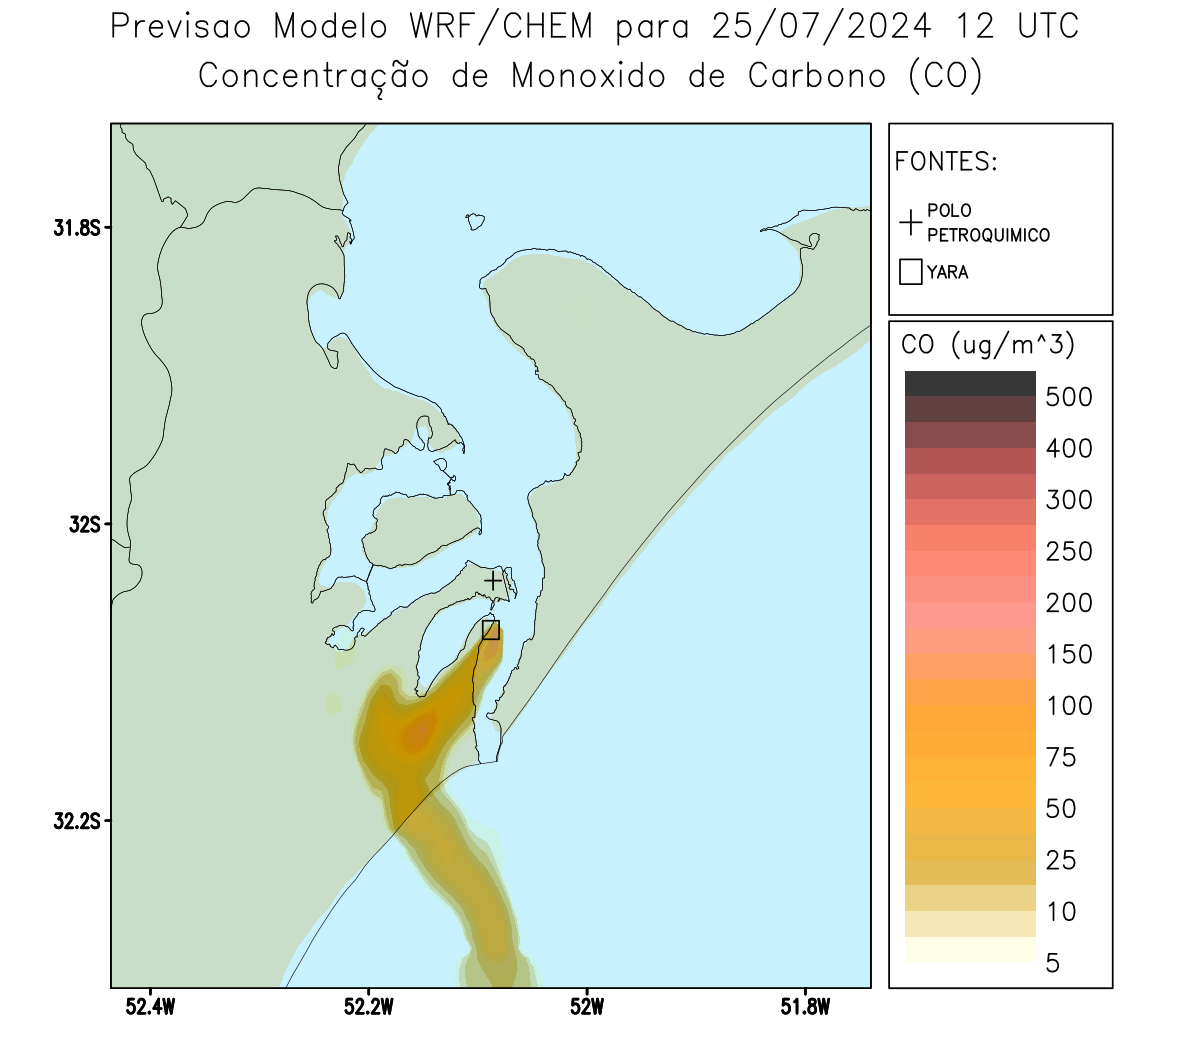 Previsao Modelo WRF/CHEM para 25/07/2024 12 UTC
Concentração de Monoxido de Carbono (CO)
FONTES:
POLO
PETROQUIMICO
YARA
CO (ug/m^3)
500
400
300
250
200
150
100
75
50
25
10
5
31.8S
32S
32.2S
52.4W
52.2W
52W
51.8W